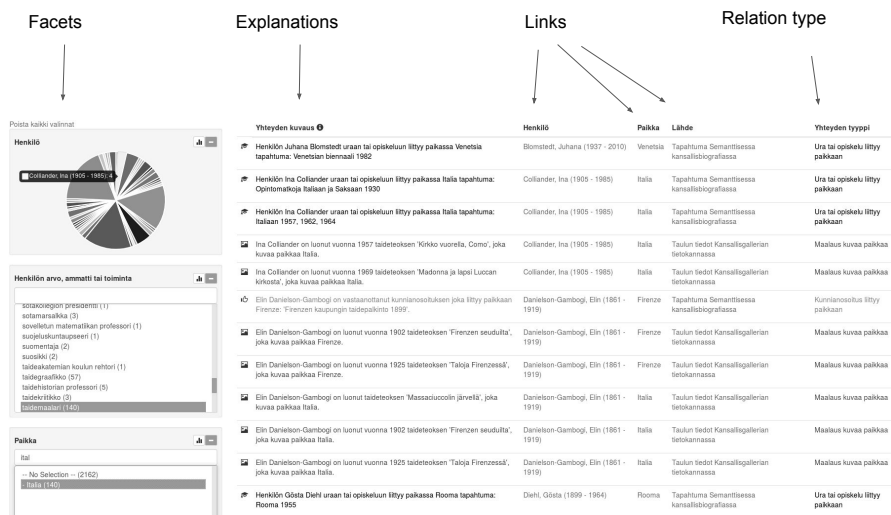 Facets
Explanations
Links
Relation type
Poista kaikki valinnat
Henkilö
Colliander, Ina (1905 - 1985): 4
Henkilön arvo, ammatti tai toiminta
sotakollegion presidentti (1)
sotamarsalkka (3)
sovelletun matematiikan professori (1)
suojeluskuntaupseeri (1)
suomentaja (2)
suosikki (2)
taideakatemian koulun rehtori (1)
taidegraafikko (57)
taidehistorian professori (5)
taidekriitikko (3)
taidemaalari (140)
Paikka
ital
-- No Selection -- (2162)
- Italia (140)
Yhteyden kuvaus Henkilö Paikka Lähde Yhteyden tyyppi
Henkilön Juhana Blomstedt uraan tai opiskeluun liittyy paikassa Venetsia Blomstedt, Juhana (1937 - 2010) Venetsia Tapahtuma Semanttisessa Ura tai opiskelu liittyy
tapahtuma: Venetsian biennaali 1982 kansallisbiografiassa paikkaan
Henkilön Ina Colliander uraan tai opiskeluun liittyy paikassa Italia tapahtuma: Colliander, Ina (1905 - 1985) Italia Tapahtuma Semanttisessa Ura tai opiskelu liittyy
Opintomatkoja Italiaan ja Saksaan 1930 kansallisbiografiassa paikkaan
Henkilön Ina Colliander uraan tai opiskeluun liittyy paikassa Italia tapahtuma: Colliander, Ina (1905 - 1985) Italia Tapahtuma Semanttisessa Ura tai opiskelu liittyy
Italiaan 1957, 1962, 1964 kansallisbiografiassa paikkaan
Ina Colliander on luonut vuonna 1957 taideteoksen 'Kirkko vuorella, Como', joka Colliander, Ina (1905 - 1985) Italia Taulun tiedot Kansallisgallerian Maalaus kuvaa paikkaa
kuvaa paikkaa Italia. tietokannassa
Ina Colliander on luonut vuonna 1969 taideteoksen 'Madonna ja lapsi Luccan Colliander, Ina (1905 - 1985) Italia Taulun tiedot Kansallisgallerian Maalaus kuvaa paikkaa
kirkosta', joka kuvaa paikkaa Italia. tietokannassa
Elin Danielson-Gambogi on vastaanottanut kunnianosoituksen joka liittyy paikkaan Danielson-Gambogi, Elin (1861 - Firenze Tapahtuma Semanttisessa Kunnianosoitus liittyy
Firenze: 'Firenzen kaupungin taidepalkinto 1899'. 1919) kansallisbiografiassa paikkaan
Elin Danielson-Gambogi on luonut vuonna 1902 taideteoksen 'Firenzen seudulta', Danielson-Gambogi, Elin (1861 - Firenze Taulun tiedot Kansallisgallerian Maalaus kuvaa paikkaa
joka kuvaa paikkaa Firenze. 1919) tietokannassa
Elin Danielson-Gambogi on luonut vuonna 1925 taideteoksen 'Taloja Firenzessä', Danielson-Gambogi, Elin (1861 - Firenze Taulun tiedot Kansallisgallerian Maalaus kuvaa paikkaa
joka kuvaa paikkaa Firenze. 1919) tietokannassa
Elin Danielson-Gambogi on luonut taideteoksen 'Massaciuccolin järvellä', joka Danielson-Gambogi, Elin (1861 - Italia Taulun tiedot Kansallisgallerian Maalaus kuvaa paikkaa
kuvaa paikkaa Italia. 1919) tietokannassa
Elin Danielson-Gambogi on luonut vuonna 1902 taideteoksen 'Firenzen seudulta', Danielson-Gambogi, Elin (1861 - Italia Taulun tiedot Kansallisgallerian Maalaus kuvaa paikkaa
joka kuvaa paikkaa Italia. 1919) tietokannassa
Elin Danielson-Gambogi on luonut vuonna 1925 taideteoksen 'Taloja Firenzessä', Danielson-Gambogi, Elin (1861 - Italia Taulun tiedot Kansallisgallerian Maalaus kuvaa paikkaa
joka kuvaa paikkaa Italia. 1919) tietokannassa
Henkilön Gösta Diehl uraan tai opiskeluun liittyy paikassa Rooma tapahtuma: Diehl, Gösta (1899 - 1964) Rooma Tapahtuma Semanttisessa Ura tai opiskelu liittyy
Rooma 1955 kansallisbiografiassa paikkaan